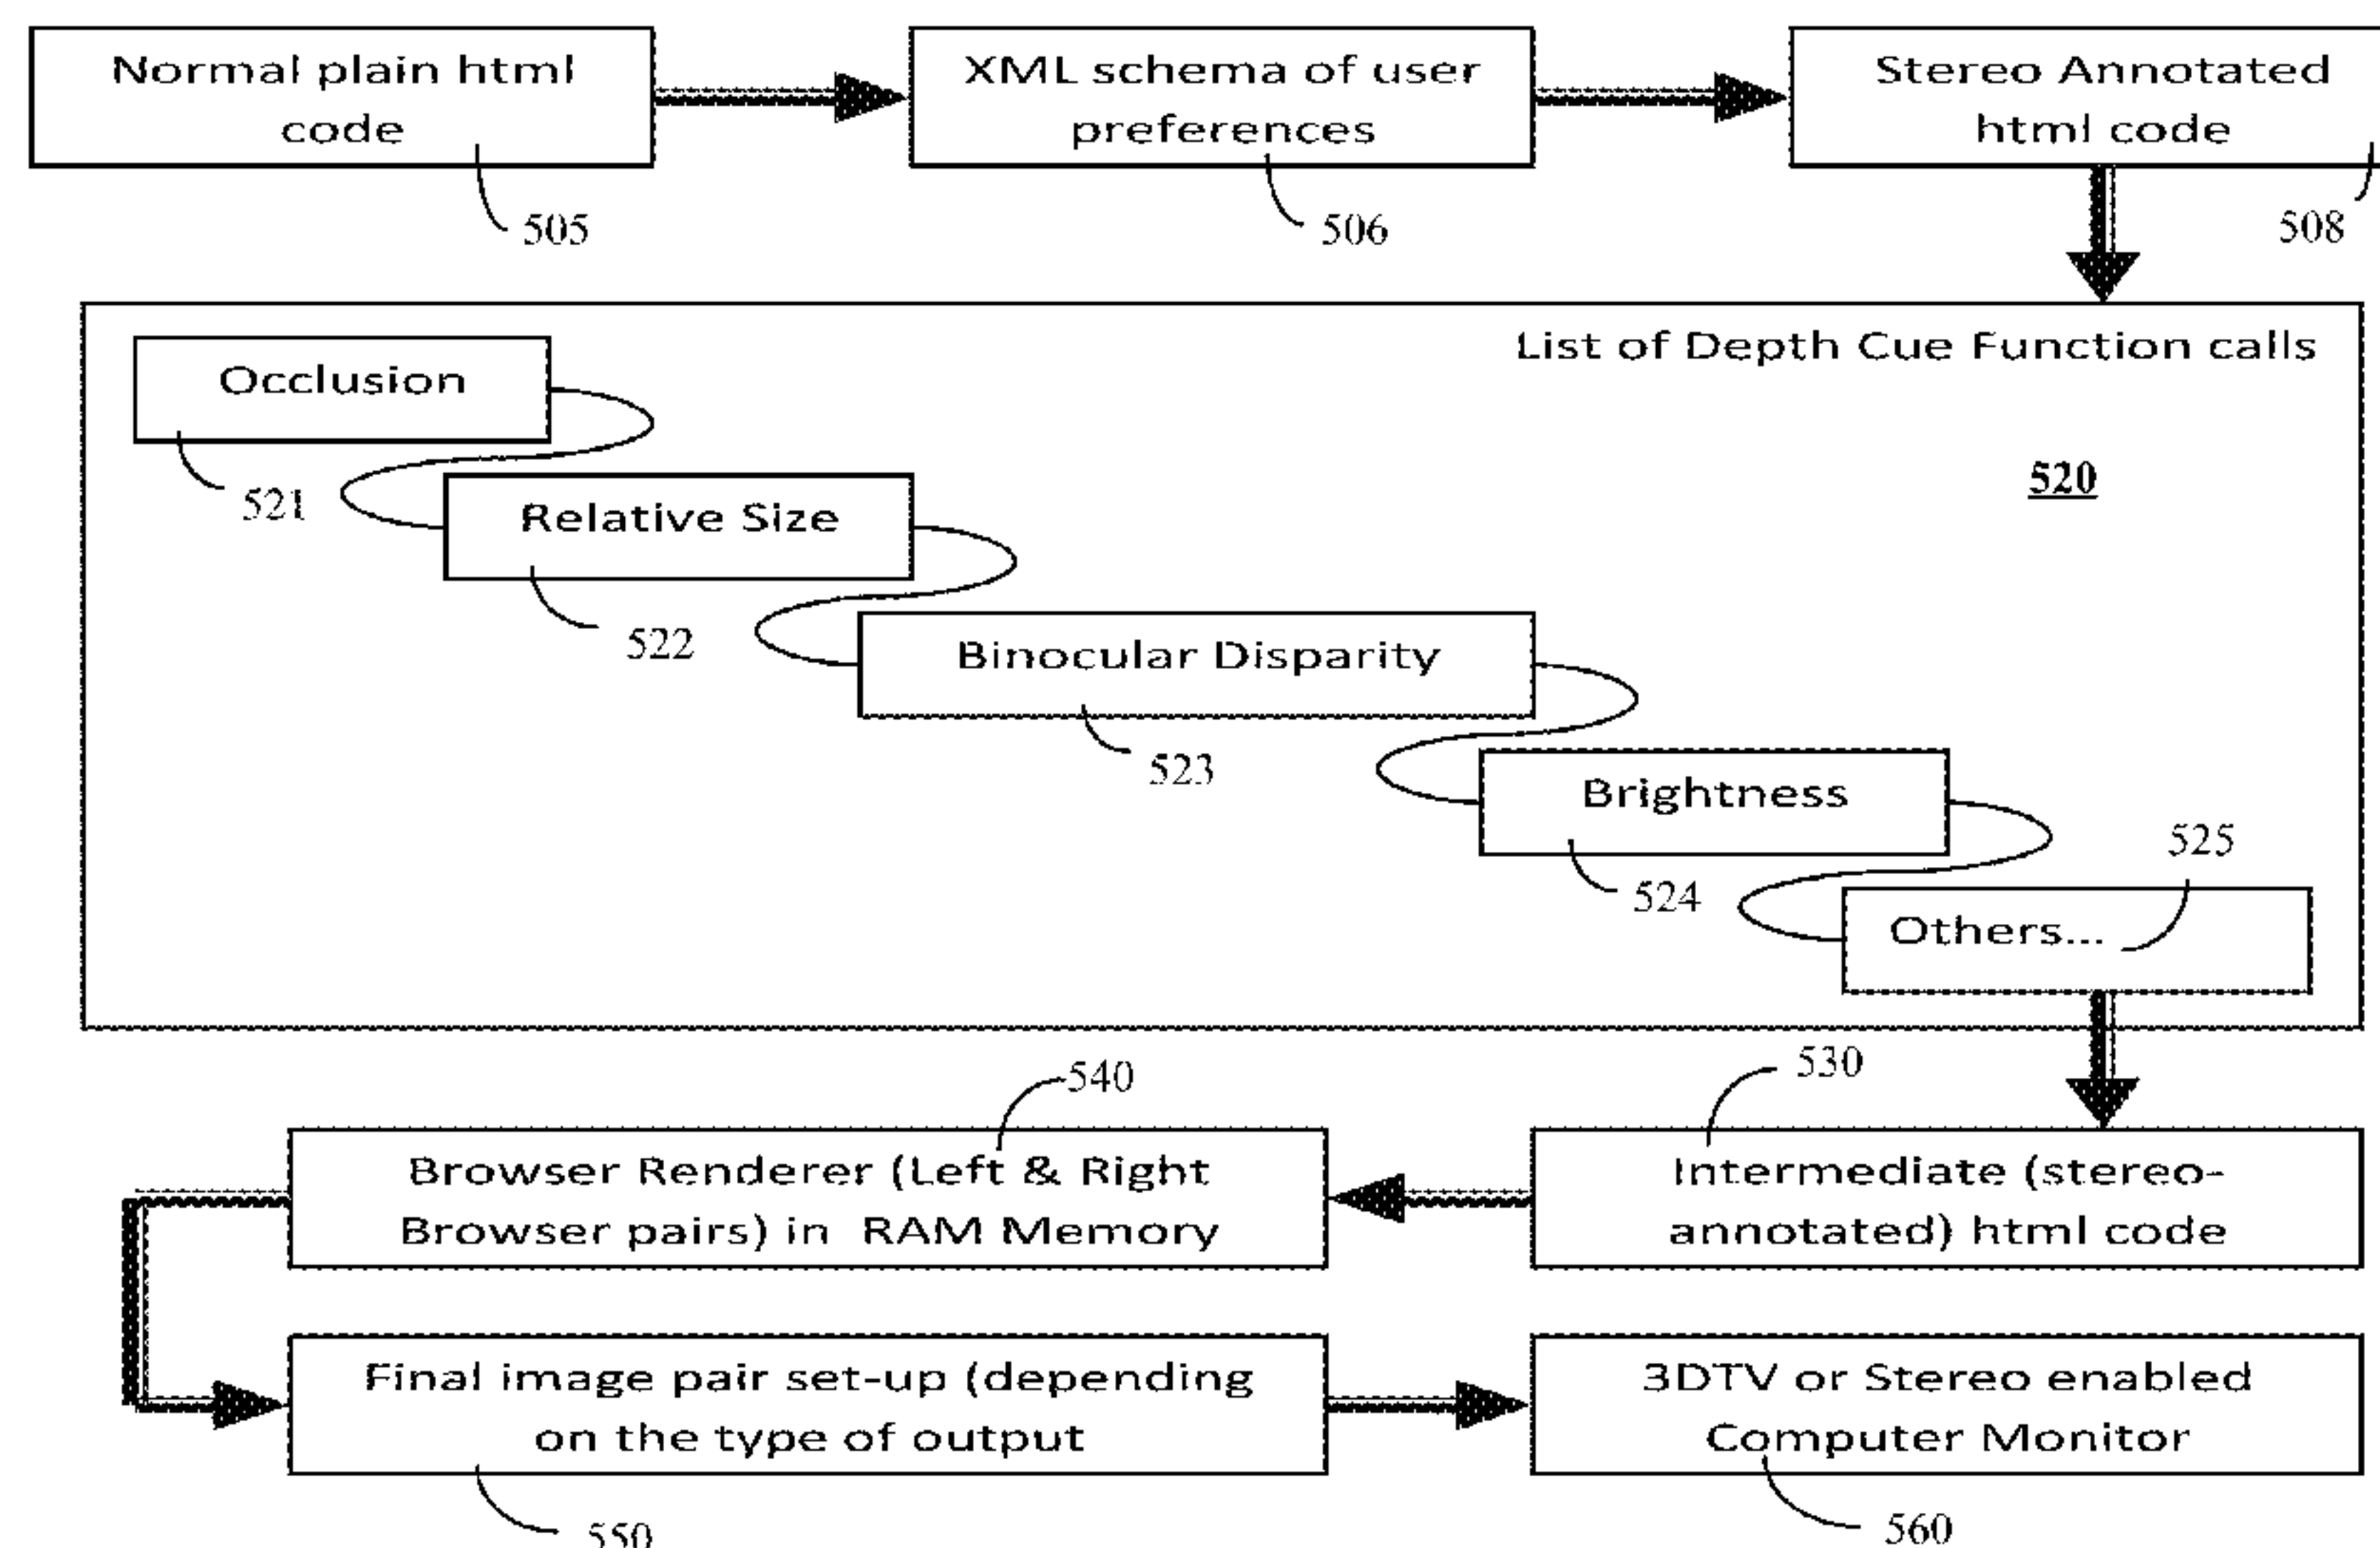 Normal plain html
code
505
XML schema of user
preferences
506
Stereo Annotated
html code
508
List of Depth Cue Function calls
520
Occlusion
521
Relative Size
522
Binocular Disparity
523
Brightness
524
Others...
525
530
Intermediate (stereo-
annotated) html code
540
Browser Renderer (Left & Right
Browser pairs) in RAM Memory
Final image pair set-up (depending
on the type of output
550
3DTV or Stereo enabled
Computer Monitor
560